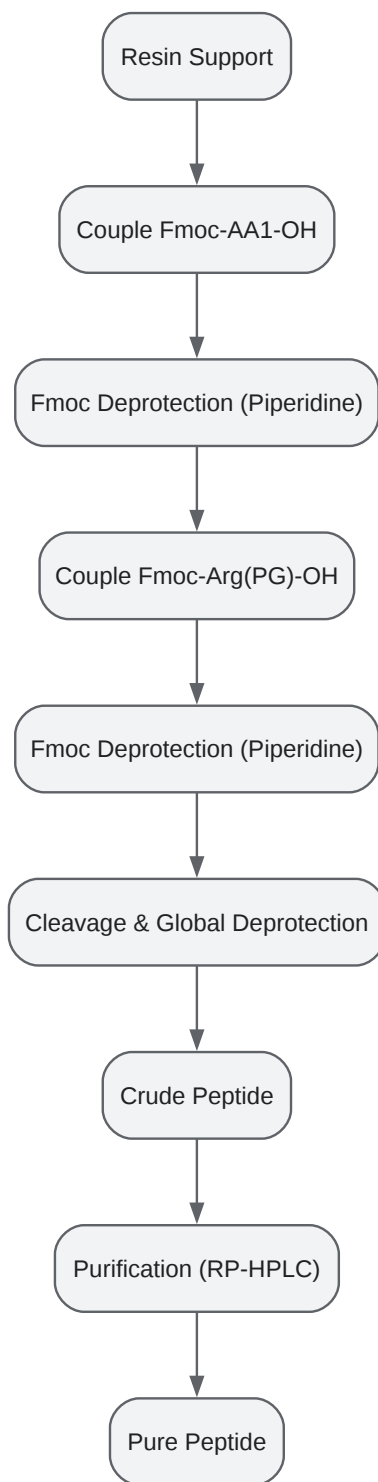 Resin Support
Couple Fmoc-AA1-OH
Fmoc Deprotection (Piperidine)
Couple Fmoc-Arg(PG)-OH
Fmoc Deprotection (Piperidine)
Cleavage & Global Deprotection
Crude Peptide
Purification (RP-HPLC)
Pure Peptide